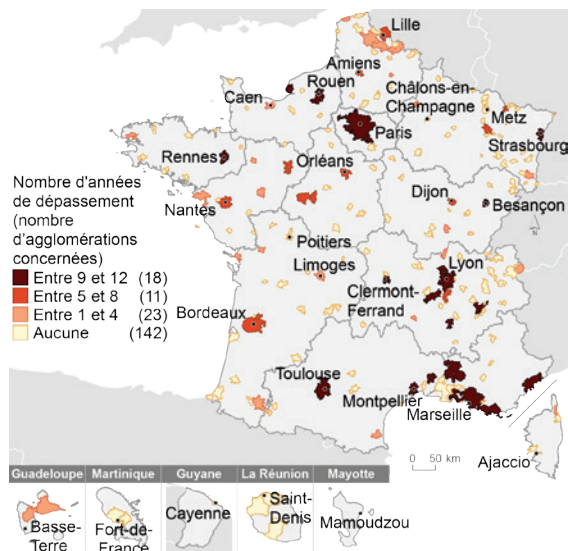 Lille
Amiens
Rouen
Châlons-en-
Champagne
Caen
Metz
Paris
Strasbourg
Rennes
Orléans
Nombre d'années
de dépassement
(nombre
d'agglomérations
concernées)
Entre 9 et 12 (18)
Entre 5 et 8 (11)
Entre 1 et 4 (23)
Aucune (142)
Nantes
Dijon
Besançon
N
Poitiers
Limoges
Lyon
Clermont-
Ferrand
Bordeaux
Toulouse
Montpellier
Marseille
0 50 km
Ajaccio
Guadeloupe
Martinique
Guyane
La Réunion
Mayotte
Basse-
Terre
Fort-de-
France
Cayenne
Saint-
Denis
Mamoudzou